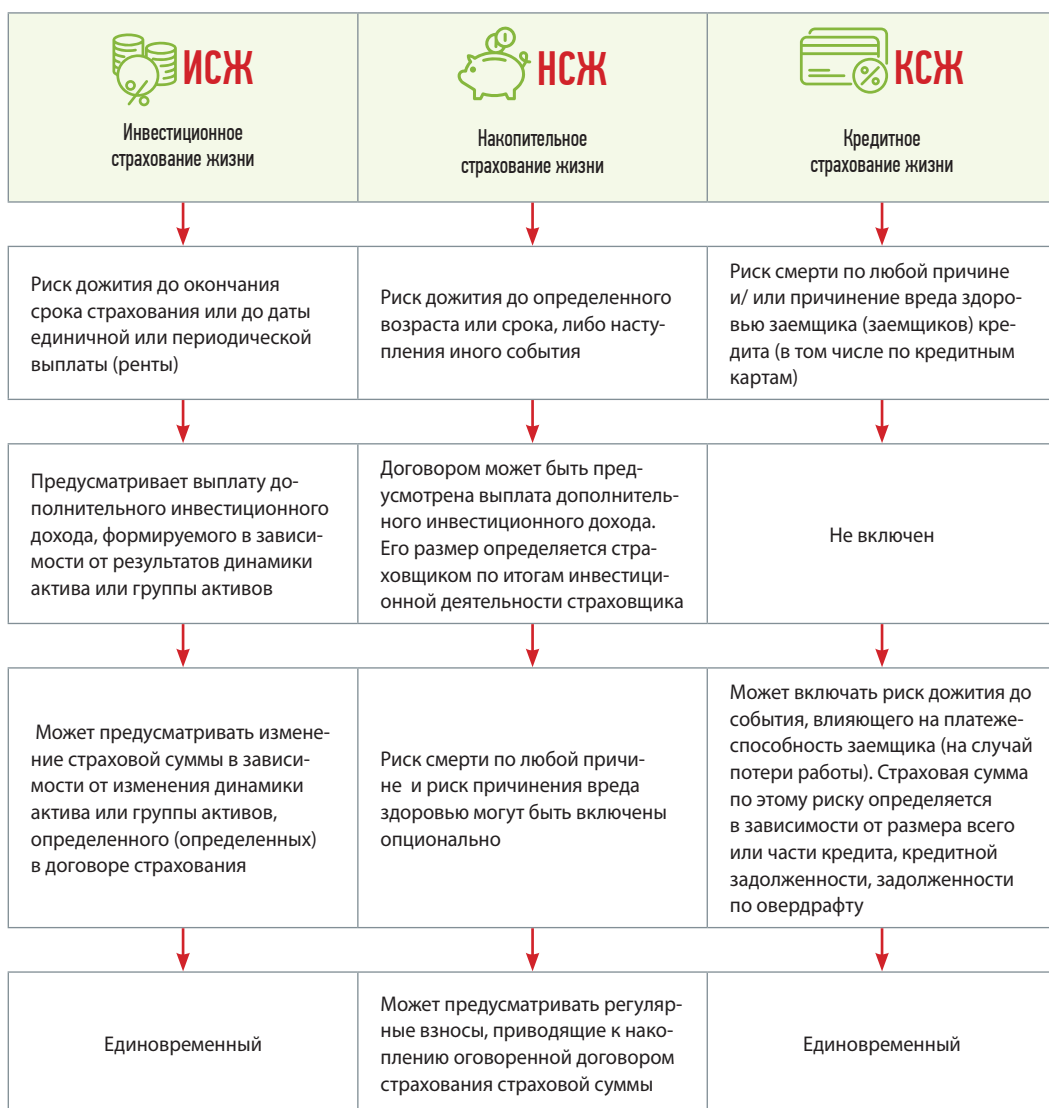 ИСЖ
Инвестиционное
страхование жизни
НСЖ
Накопительное
страхование жизни
КСЖ
Кредитное
страхование жизни
Риск дожития до окончания
срока страхования или до даты
единичной или периодической
выплаты (ренты)
Риск дожития до определенного
возраста или срока, либо насту-
пления иного события
Риск смерти по любой причине
и/ или причинение вреда здоро-
вью заемщика (заемщиков) кре-
дита (в том числе по кредитным
картам)
Предусматривает выплату до-
полнительного инвестиционного
дохода, формируемого в зависи-
мости от результатов динамики
актива или группы активов
Договором может быть пред-
усмотрена выплата дополнитель-
ного инвестиционного дохода.
Его размер определяется стра-
ховщиком по итогам инвестици-
онной деятельности страховщика
Не включен
Может предусматривать измене-
ние страховой суммы в зависи-
мости от изменения динамики
актива или группы активов,
определенного (определенных)
в договоре страхования
Риск смерти по любой причи-
не и риск причинения вреда
здоровью могут быть включены
опционально
Может включать риск дожития до
события, влияющего на платеже-
способность заемщика (на случай
потери работы). Страховая сумма
по этому риску определяется
в зависимости от размера всего
или части кредита, кредитной
задолженности, задолженности
по овердрафту
Единовременный
Может предусматривать регуляр-
ные взносы, приводящие к нако-
плению оговоренной договором
страхования страховой суммы
Единовременный